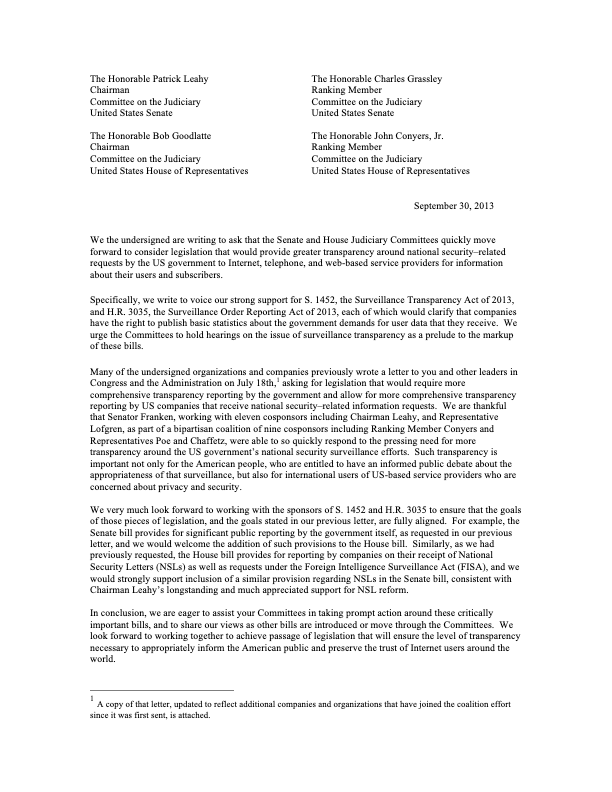 The Honorable Patrick Leahy
Chairman
Committee on the Judiciary
United States Senate
The Honorable Charles Grassley
Ranking Member
Committee on the Judiciary
United States Senate
The Honorable Bob Goodlatte
Chairman
Committee on the Judiciary
United States House of Representatives
The Honorable John Conyers, Jr.
Ranking Member
Committee on the Judiciary
United States House of Representatives
September 30, 2013
We the undersigned are writing to ask that the Senate and House Judiciary Committees quickly move
forward to consider legislation that would provide greater transparency around national security–related
requests by the US government to Internet, telephone, and web-based service providers for information
about their users and subscribers.
Specifically, we write to voice our strong support for S. 1452, the Surveillance Transparency Act of 2013,
and H.R. 3035, the Surveillance Order Reporting Act of 2013, each of which would clarify that companies
have the right to publish basic statistics about the government demands for user data that they receive. We
urge the Committees to hold hearings on the issue of surveillance transparency as a prelude to the markup
of these bills.
Many of the undersigned organizations and companies previously wrote a letter to you and other leaders in
Congress and the Administration on July 18th,1 asking for legislation that would require more
comprehensive transparency reporting by the government and allow for more comprehensive transparency
reporting by US companies that receive national security–related information requests. We are thankful
that Senator Franken, working with eleven cosponsors including Chairman Leahy, and Representative
Lofgren, as part of a bipartisan coalition of nine cosponsors including Ranking Member Conyers and
Representatives Poe and Chaffetz, were able to so quickly respond to the pressing need for more
transparency around the US government's national security surveillance efforts. Such transparency is
important not only for the American people, who are entitled to have an informed public debate about the
appropriateness of that surveillance, but also for international users of US-based service providers who are
concerned about privacy and security.
We very much look forward to working with the sponsors of S. 1452 and H.R. 3035 to ensure that the goals
of those pieces of legislation, and the goals stated in our previous letter, are fully aligned. For example, the
Senate bill provides for significant public reporting by the government itself, as requested in our previous
letter, and we would welcome the addition of such provisions to the House bill. Similarly, as we had
previously requested, the House bill provides for reporting by companies on their receipt of National
Security Letters (NSLs) as well as requests under the Foreign Intelligence Surveillance Act (FISA), and we
would strongly support inclusion of a similar provision regarding NSLs in the Senate bill, consistent with
Chairman Leahy's longstanding and much appreciated support for NSL reform.
In conclusion, we are eager to assist your Committees in taking prompt action around these critically
important bills, and to share our views as other bills are introduced or move through the Committees. We
look forward to working together to achieve passage of legislation that will ensure the level of transparency
necessary to appropriately inform the American public and preserve the trust of Internet users around the
world.
1 A copy of that letter, updated to reflect additional companies and organizations that have joined the coalition effort
since it was first sent, is attached.